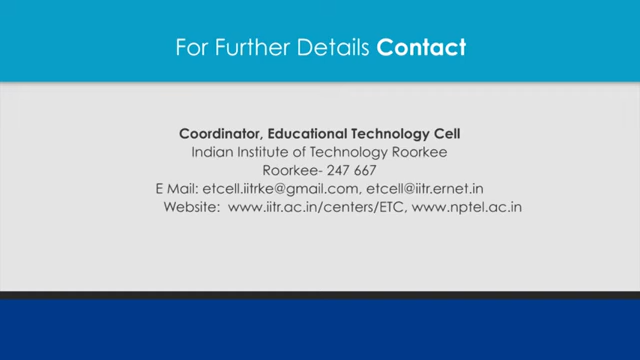 For Further Details Contact
Coordinator, Educational Technology Cell
Indian Institute of Technology Roorkee
Roorkee- 247 667
E Mail: etcell.iitrke@gmail.com, etcell@iitr.ernet.in
Website: www.iitr.ac.in/centers/ETC, www.nptel.ac.in